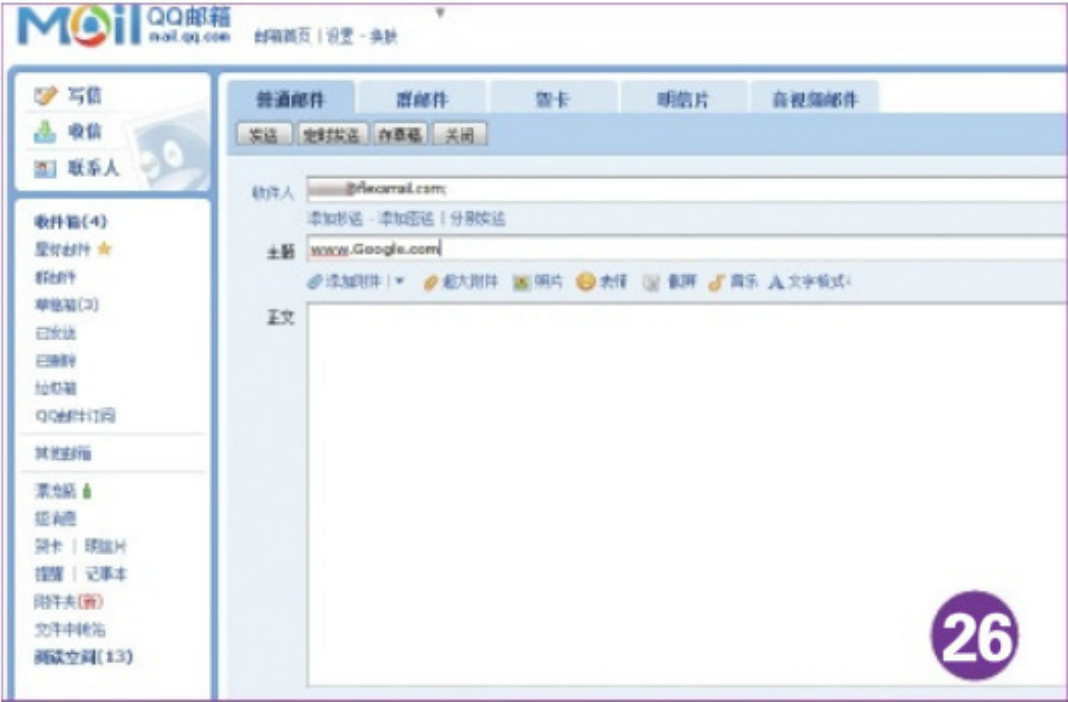 MOil QQ邮箱
mail.qq.com
邮箱首页 | 设置 - 换肤
写信
收信
联系人
收件箱(4)
星标邮件
群邮件
草稿箱(3)
已发送
已删除
垃圾箱
QQ邮件订阅
其他邮箱
漂流瓶
贺卡 | 明信片
提醒 | 记事本
附件夹(新)
文件中转站
阅读空间(13)
普通邮件 群邮件 贺卡 明信片 音视频邮件
发送 定时发送 存草稿 关闭
收件人 @flexamail.com;
添加抄送 - 添加密送 | 分别发送
主题 www.Google.com
添加附件 | 超大附件 照片 表情 截屏 音乐 文字格式↓
正文
26